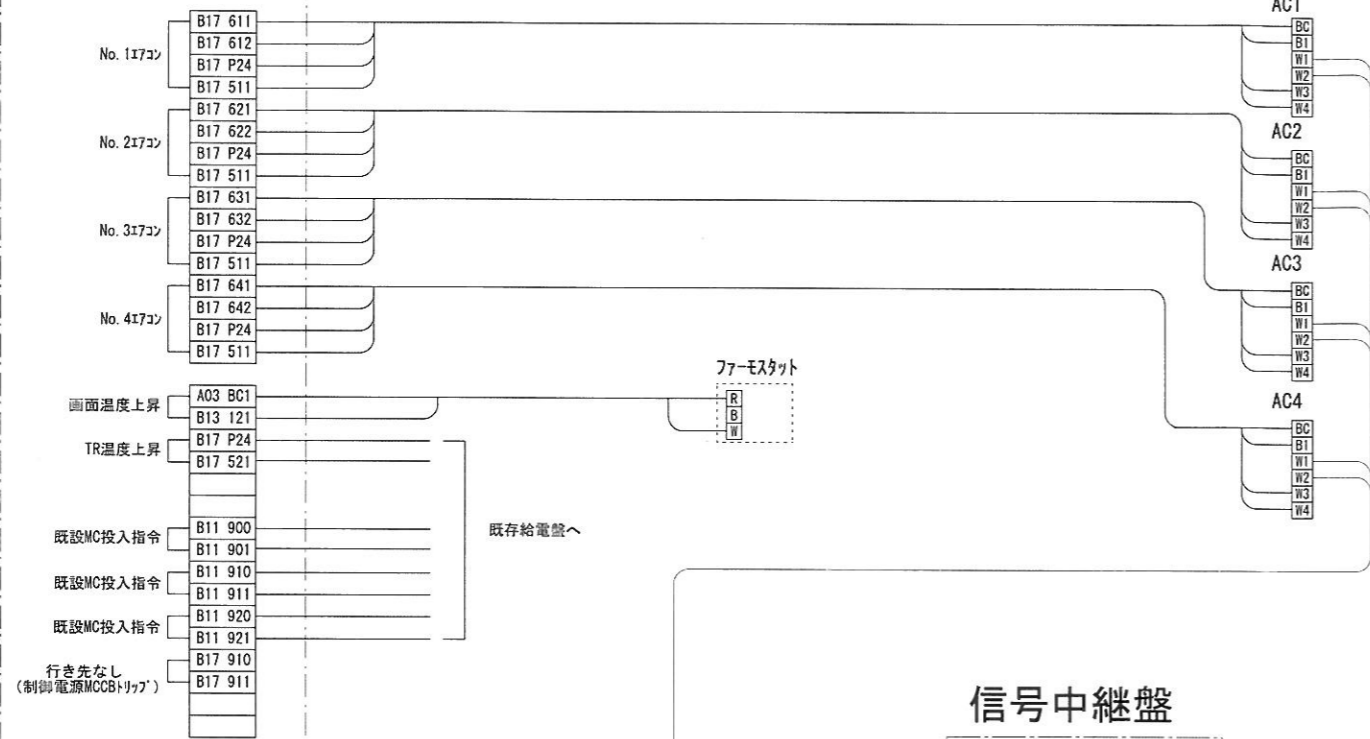 No. 1ｴｱｺﾝ
B17 611
B17 612
B17 P24
B17 511
No. 2ｴｱｺﾝ
B17 621
B17 622
B17 P24
B17 511
No. 3ｴｱｺﾝ
B17 631
B17 632
B17 P24
B17 511
No. 4ｴｱｺﾝ
B17 641
B17 642
B17 P24
B17 511
画面温度上昇
A03 BC1
B13 121
TR温度上昇
B17 P24
B17 521
既設MC投入指令
B11 900
B11 901
既設MC投入指令
B11 910
B11 911
既設MC投入指令
B11 920
B11 921
行き先なし
(制御電源MCCBﾄﾘｯﾌﾟ)
B17 910
B17 911
ﾌｧｰﾓｽﾀｯﾄ
R
B
W
既存給電盤へ
AC1
BC
B1
W1
W2
W3
W4
AC2
BC
B1
W1
W2
W3
W4
AC3
BC
B1
W1
W2
W3
W4
AC4
BC
B1
W1
W2
W3
W4
信号中継盤